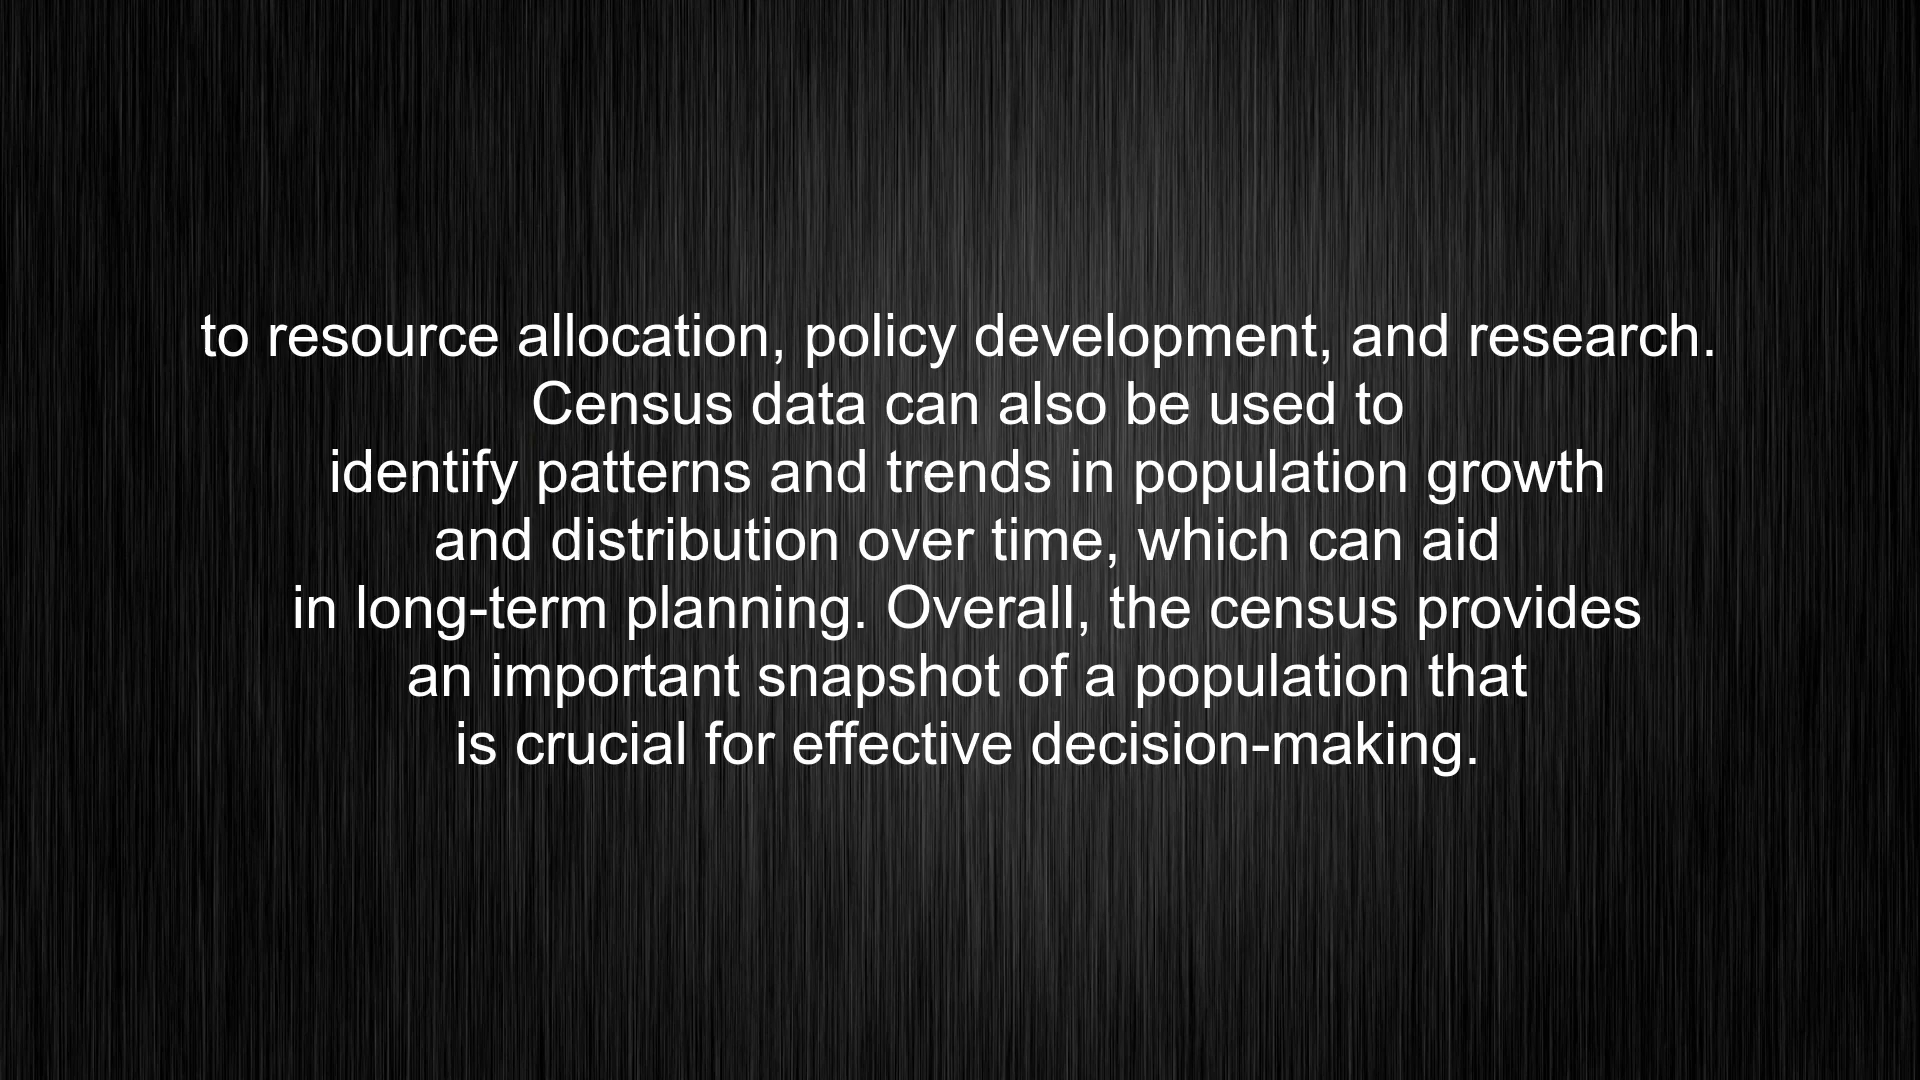 to resource allocation, policy development, and research.
Census data can also be used to
identify patterns and trends in population growth
and distribution over time, which can aid
in long-term planning. Overall, the census provides
an important snapshot of a population that
is crucial for effective decision-making.